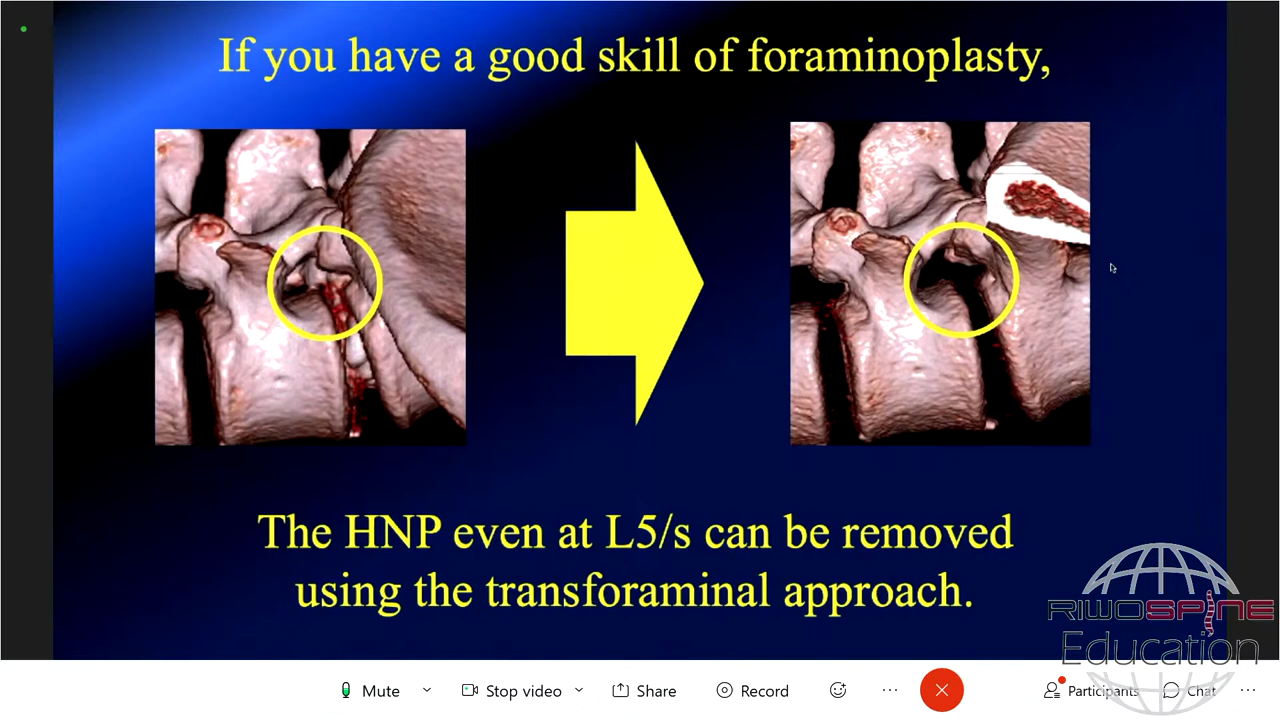 If you have a good skill of foraminoplasty,
The HNP even at L5/s can be removed
using the transforaminal approach.
RIWOSPINE
Education
Mute
Stop video
Share
Record
Participants
Chat